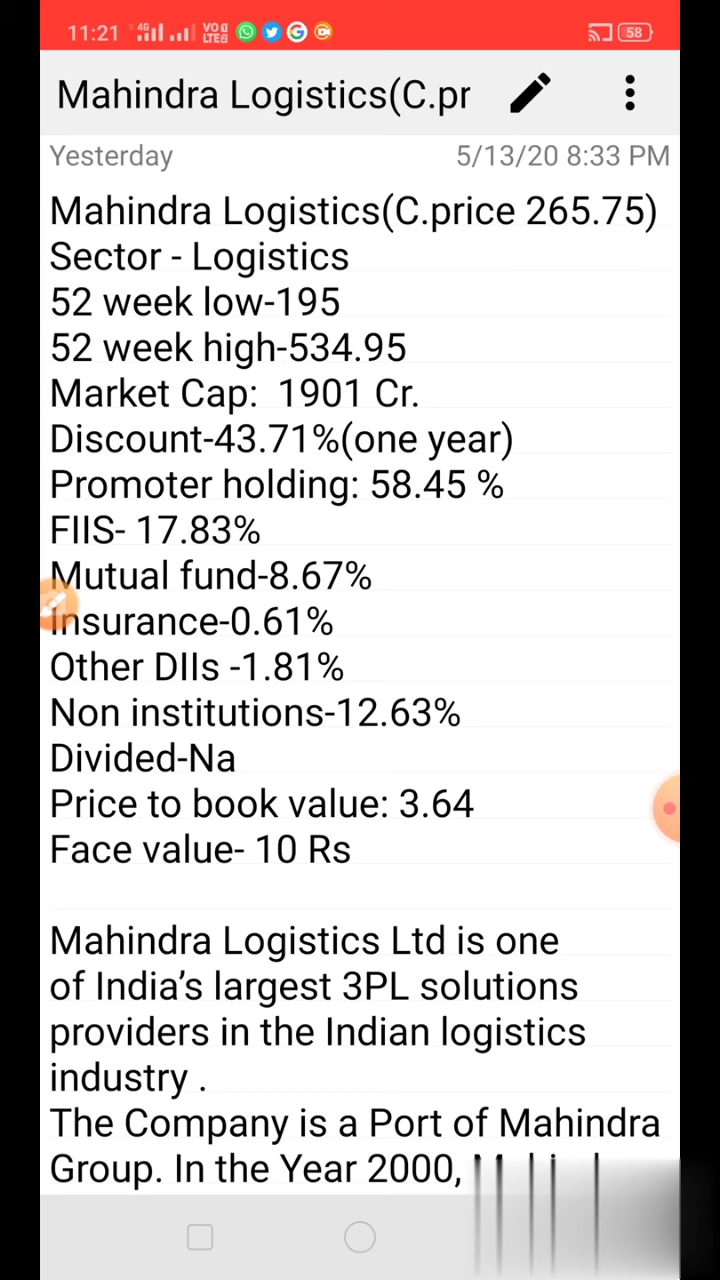 11:21 4G VO LTE 58
Mahindra Logistics(C.pr
Yesterday 5/13/20 8:33 PM
Mahindra Logistics(C.price 265.75)
Sector - Logistics
52 week low-195
52 week high-534.95
Market Cap:  1901 Cr.
Discount-43.71%(one year)
Promoter holding: 58.45 %
FIIS- 17.83%
Mutual fund-8.67%
Insurance-0.61%
Other DIIs -1.81%
Non institutions-12.63%
Divided-Na
Price to book value: 3.64
Face value- 10 Rs
Mahindra Logistics Ltd is one
of India’s largest 3PL solutions
providers in the Indian logistics
industry .
The Company is a Port of Mahindra
Group. In the Year 2000,